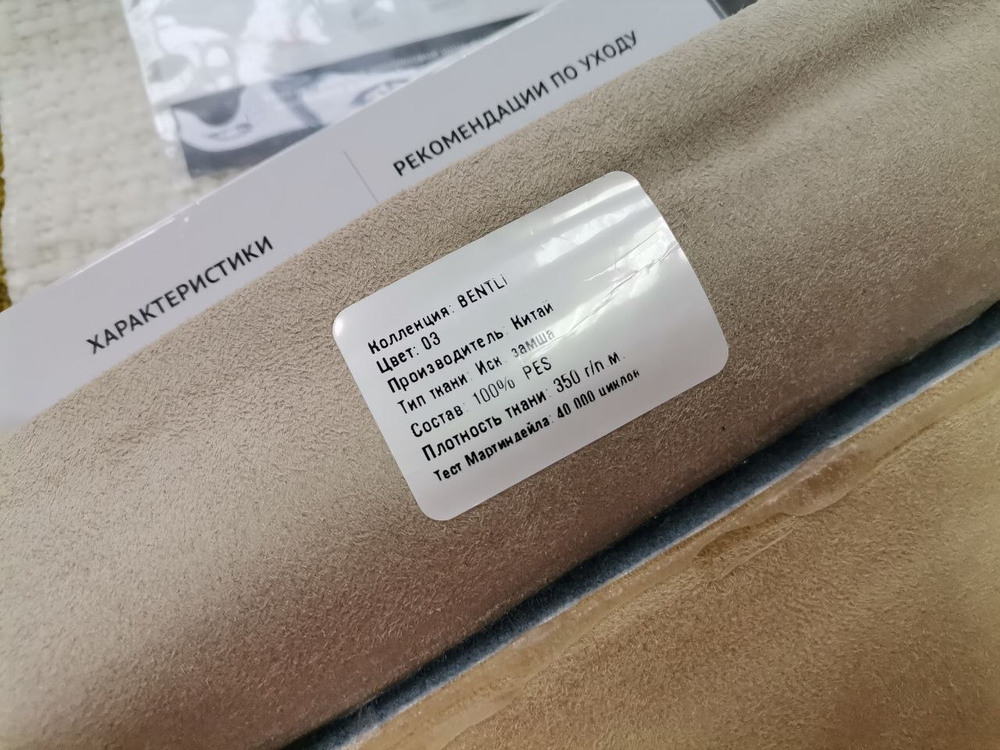 РЕКОМЕНДАЦИИ ПО УХОДУ
ХАРАКТЕРИСТИКИ
Коллекция: BENTLI
Цвет: 03
Производитель: Китай
Тип ткани: Иск. замша
Состав: 100% PES
Плотность ткани: 350 г/п м.
Тест Мартиндейла: 40 000 циклон